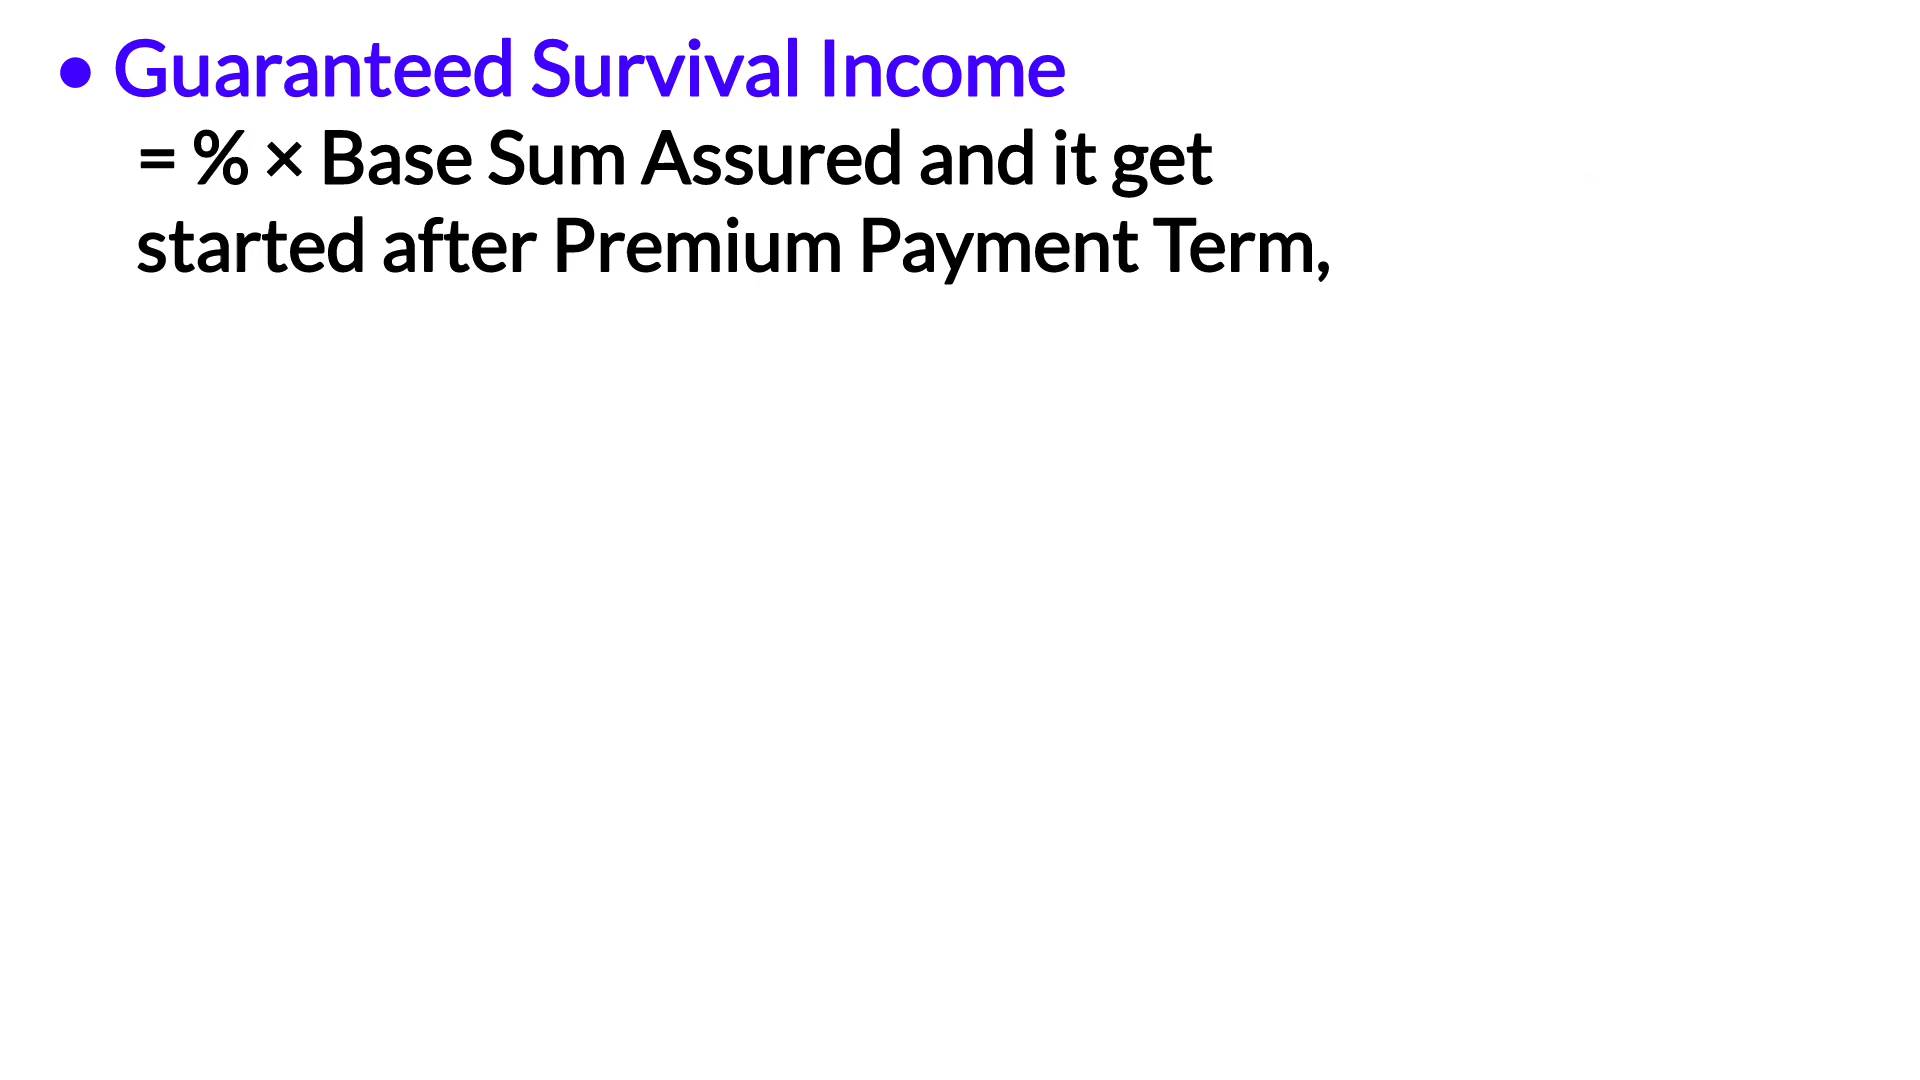 • Guaranteed Survival Income
= % × Base Sum Assured and it get
started after Premium Payment Term,